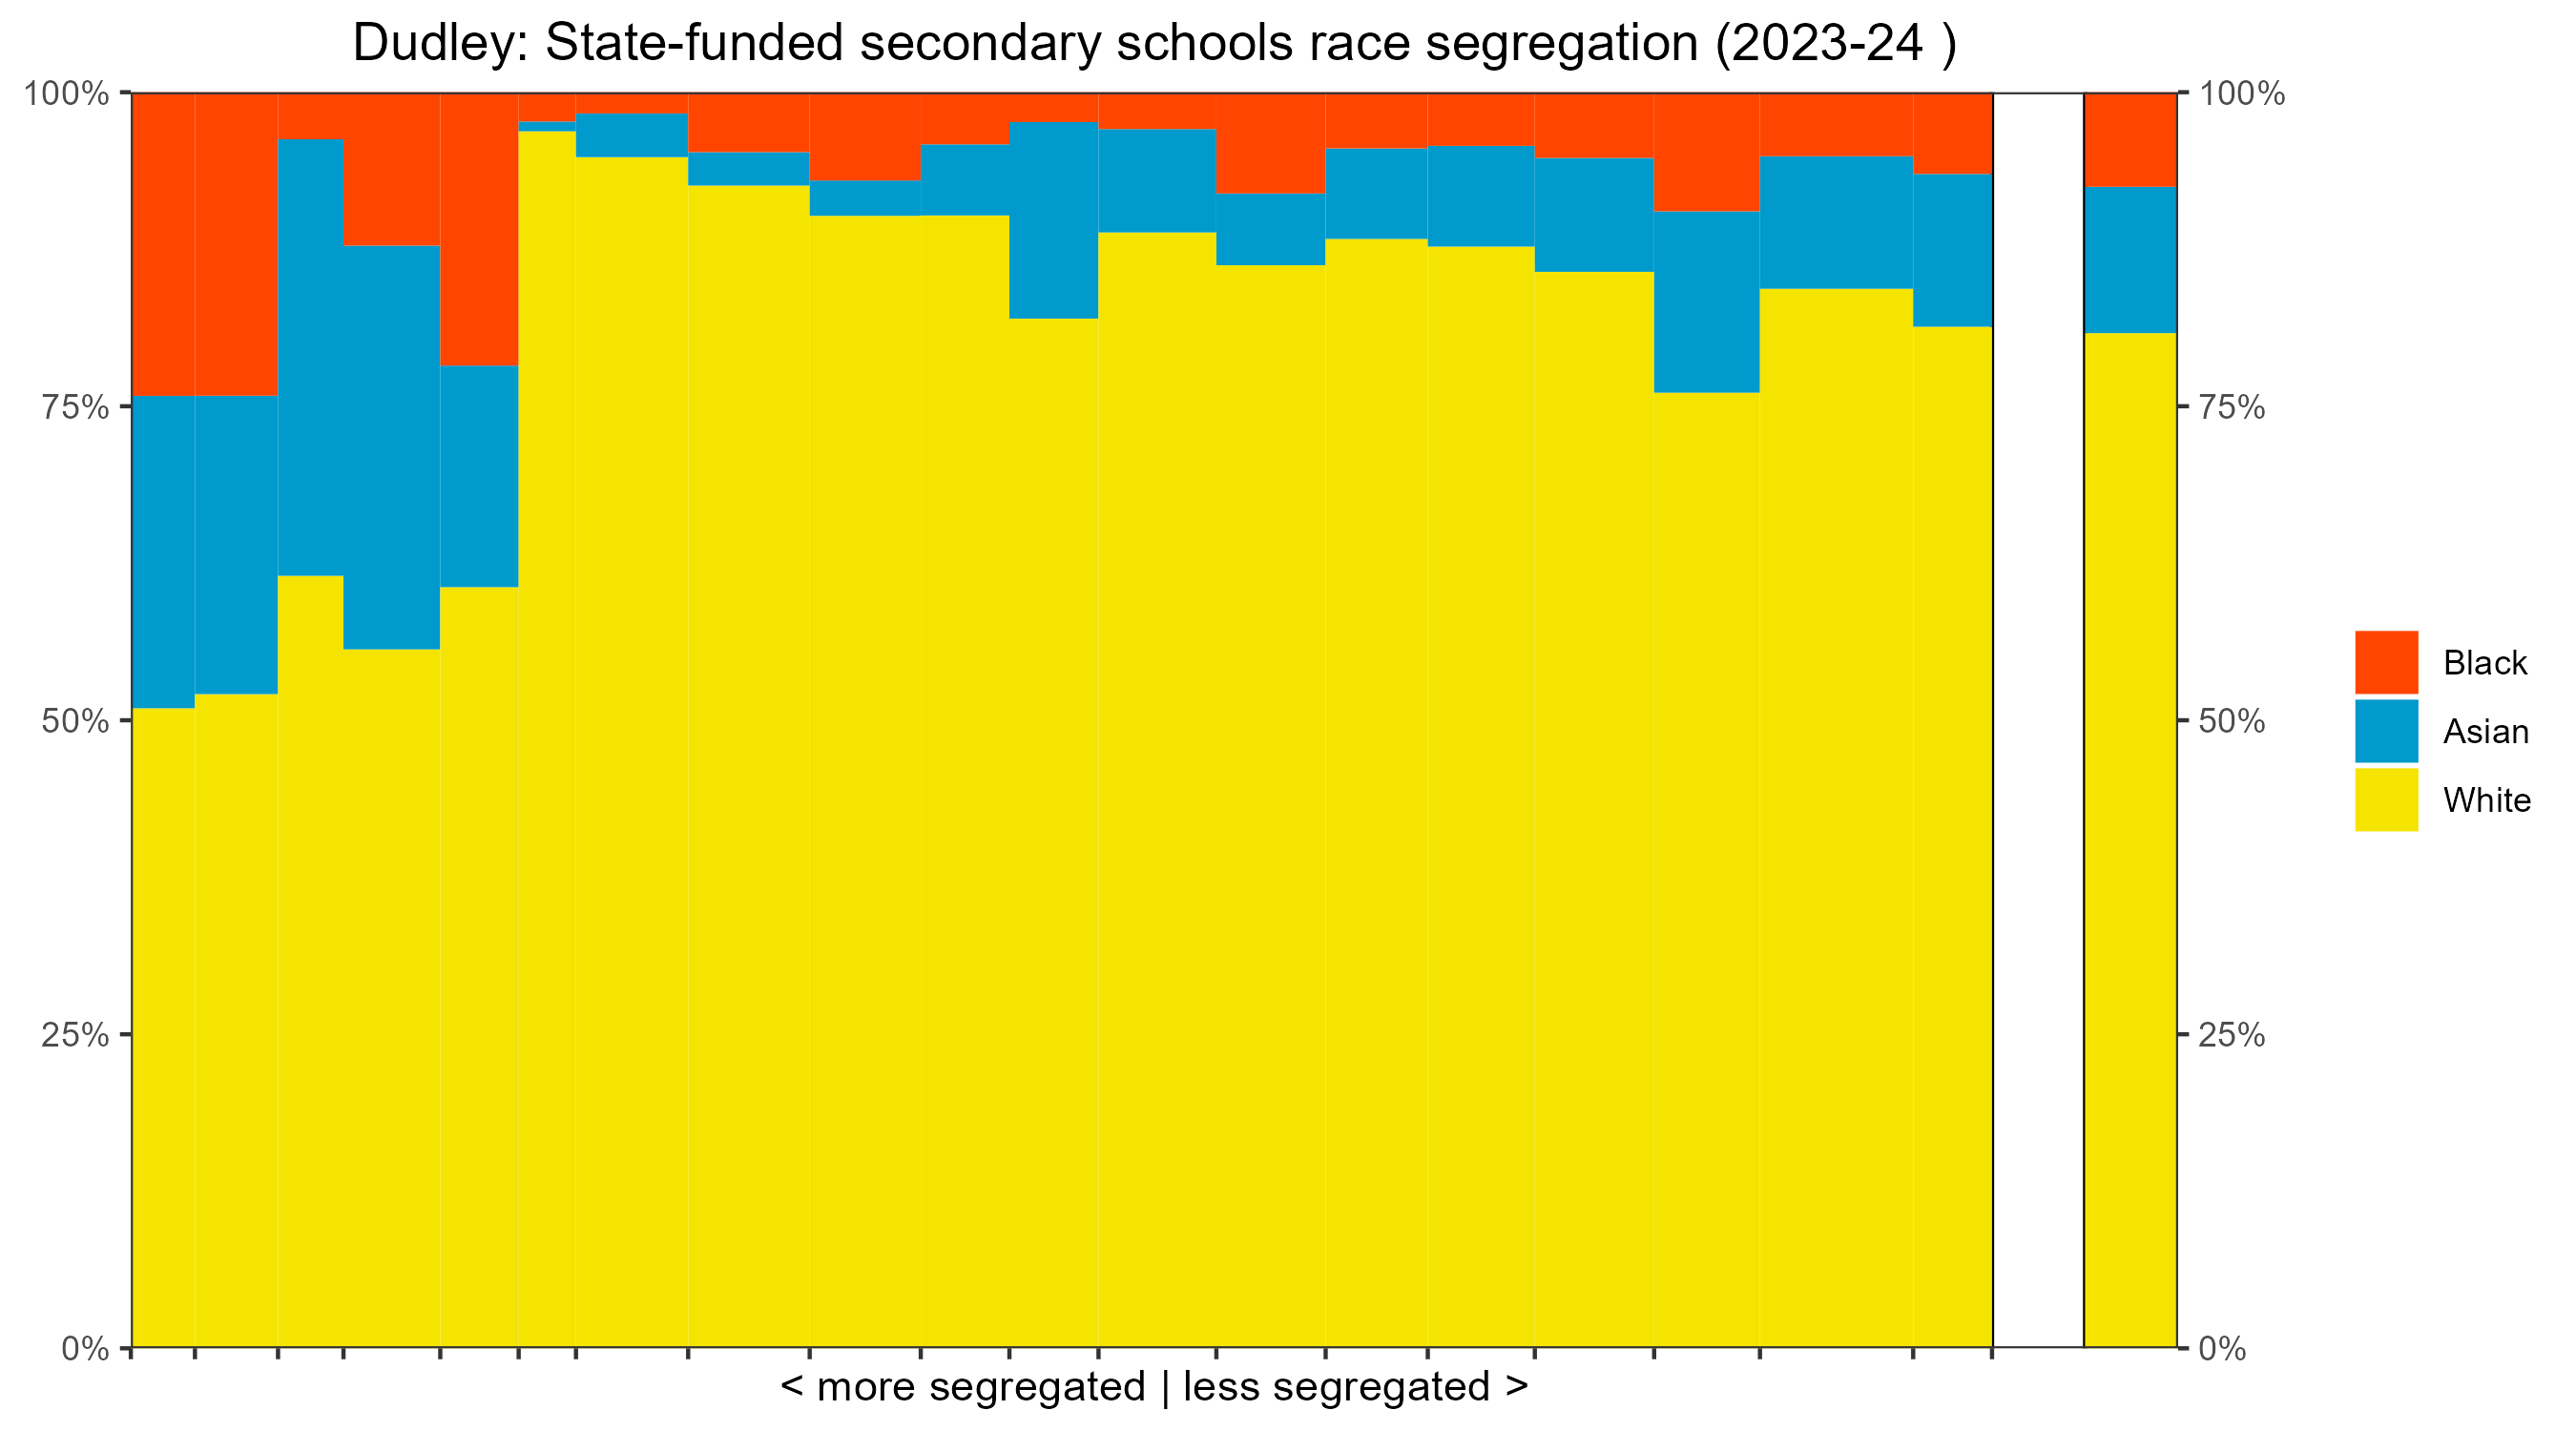 Dudley: State-funded secondary schools race segregation (2023-24 )
100%
75%
50%
25%
0%
100%
75%
50%
25%
0%
Black
Asian
White
< more segregated | less segregated >